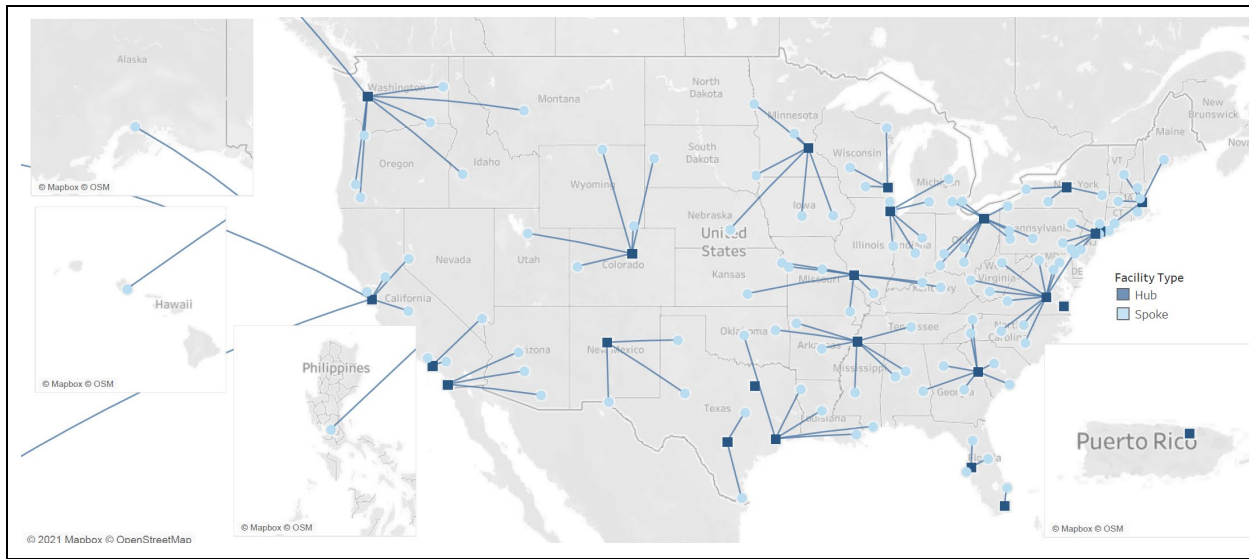 Alaska
© Mapbox © OSM
Hawaii
© Mapbox © OSM
Philippines
© Mapbox © OSM
Washington
Montana
North
Dakota
Minnesota
Oregon
Idaho
South
Dakota
Wisconsin
Michigan
Wyoming
Iowa
Nebraska
United
States
Nevada
Utah
Colorado
Kansas
Missouri
Illinois
Indiana
Kentucky
California
Arizona
New Mexico
Oklahoma
Arkansas
Tennessee
Mississippi
Texas
Louisiana
Georgia
Florida
Virginia
North
Carolina
Pennsylvania
New York
VT
CT
NJ
MD
DE
Maine
New
Brunswick
Facility Type
Hub
Spoke
Puerto Rico
© Mapbox © OSM
© 2021 Mapbox © OpenStreetMap